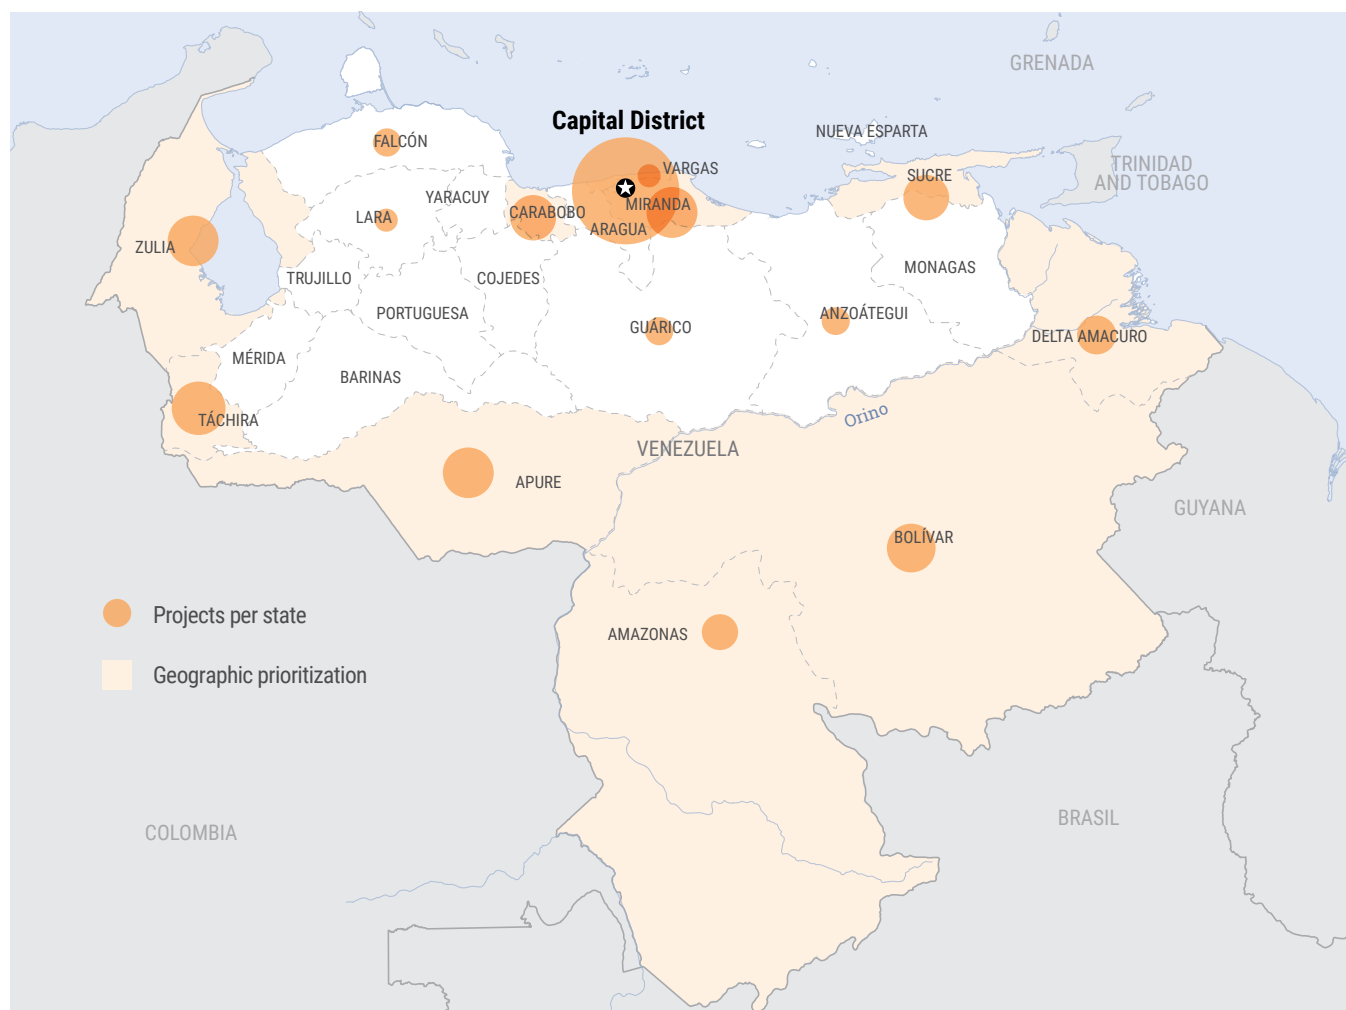 GRENADA
Capital District
NUEVA ESPARTA
FALCÓN
TRINIDAD
AND TOBAGO
VARGAS
SUCRE
YARACUY
MIRANDA
LARA
CARABOBO
ARAGUA
ZULIA
MONAGAS
TRUJILLO
COJEDES
PORTUGUESA
GUÁRICO
ANZOÁTEGUI
DELTA AMACURO
MÉRIDA
BARINAS
Orino
TÁCHIRA
VENEZUELA
APURE
GUYANA
BOLÍVAR
Projects per state
AMAZONAS
Geographic prioritization
BRASIL
COLOMBIA